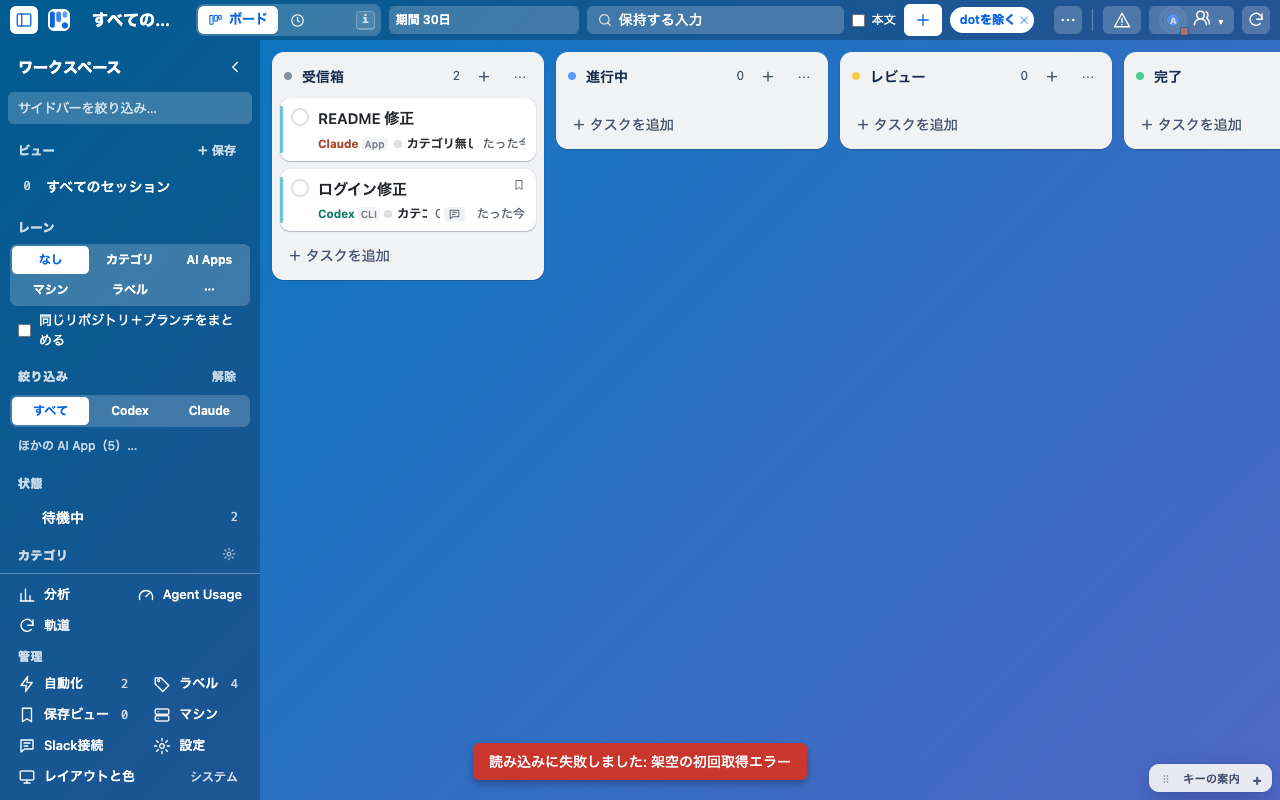 すべての...
ボード
期間 30日
保持する入力
本文
dotを除く
A
ワークスペース
サイドバーを絞り込み...
ビュー
保存
0 すべてのセッション
レーン
なし カテゴリ AI Apps
マシン ラベル ...
同じリポジトリ＋ブランチをまと
める
絞り込み 解除
すべて Codex Claude
ほかの AI App（5）...
状態
待機中 2
カテゴリ
分析 Agent Usage
軌道
管理
自動化 2 ラベル 4
保存ビュー 0 マシン
Slack接続 設定
レイアウトと色 システム
受信箱 2 + ...
README 修正
Claude App カテゴリ無し たった
ログイン修正
Codex CLI カテ たった今
+ タスクを追加
進行中 0 + ...
+ タスクを追加
レビュー 0 + ...
+ タスクを追加
完了
+ タスクを追加
読み込みに失敗しました: 架空の初回取得エラー
キーの案内 +